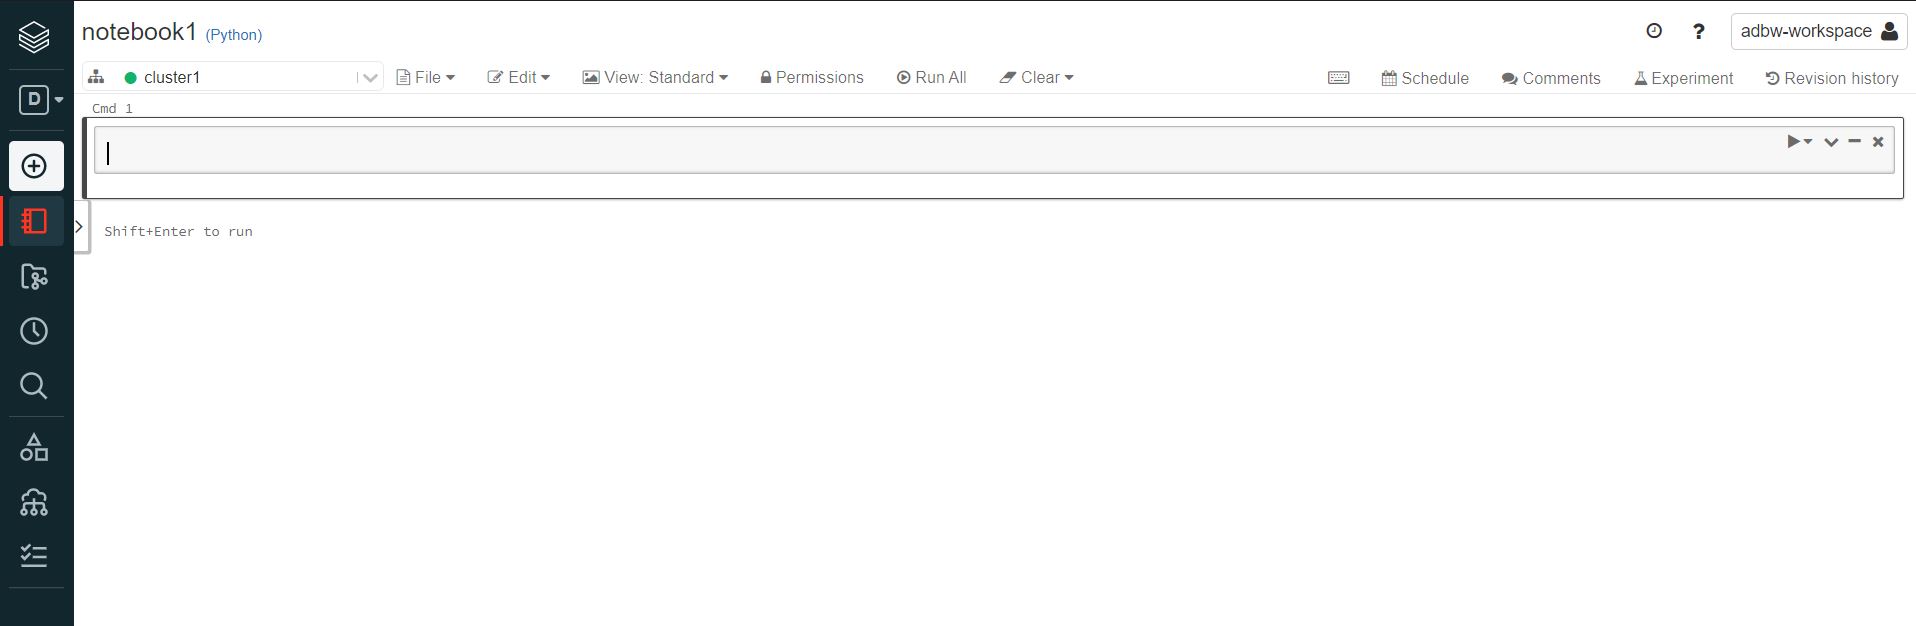 notebook1 (Python)
? adbw-workspace
cluster1 File Edit View: Standard Permissions Run All Clear Schedule Comments Experiment Revision history
D
Cmd 1
Shift+Enter to run